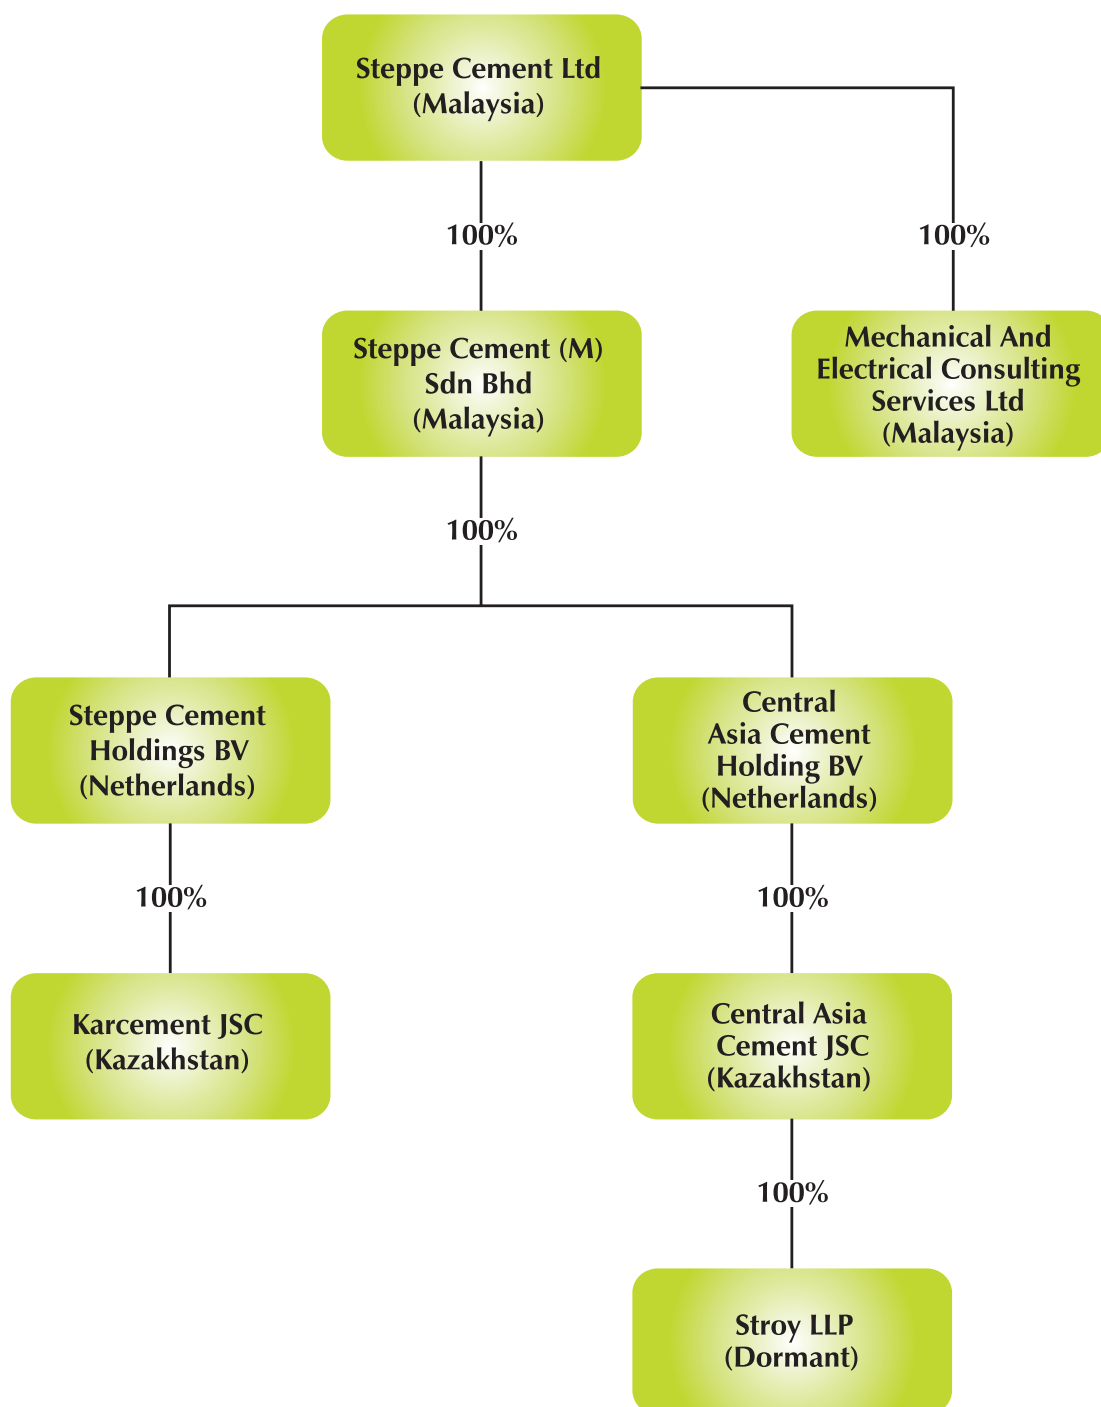 Steppe Cement Ltd
(Malaysia)
100%
100%
Steppe Cement (M)
Sdn Bhd
(Malaysia)
Mechanical And
Electrical Consulting
Services Ltd
(Malaysia)
100%
Steppe Cement
Holdings BV
(Netherlands)
Central
Asia Cement
Holding BV
(Netherlands)
100%
100%
Karcement JSC
(Kazakhstan)
Central Asia
Cement JSC
(Kazakhstan)
100%
Stroy LLP
(Dormant)